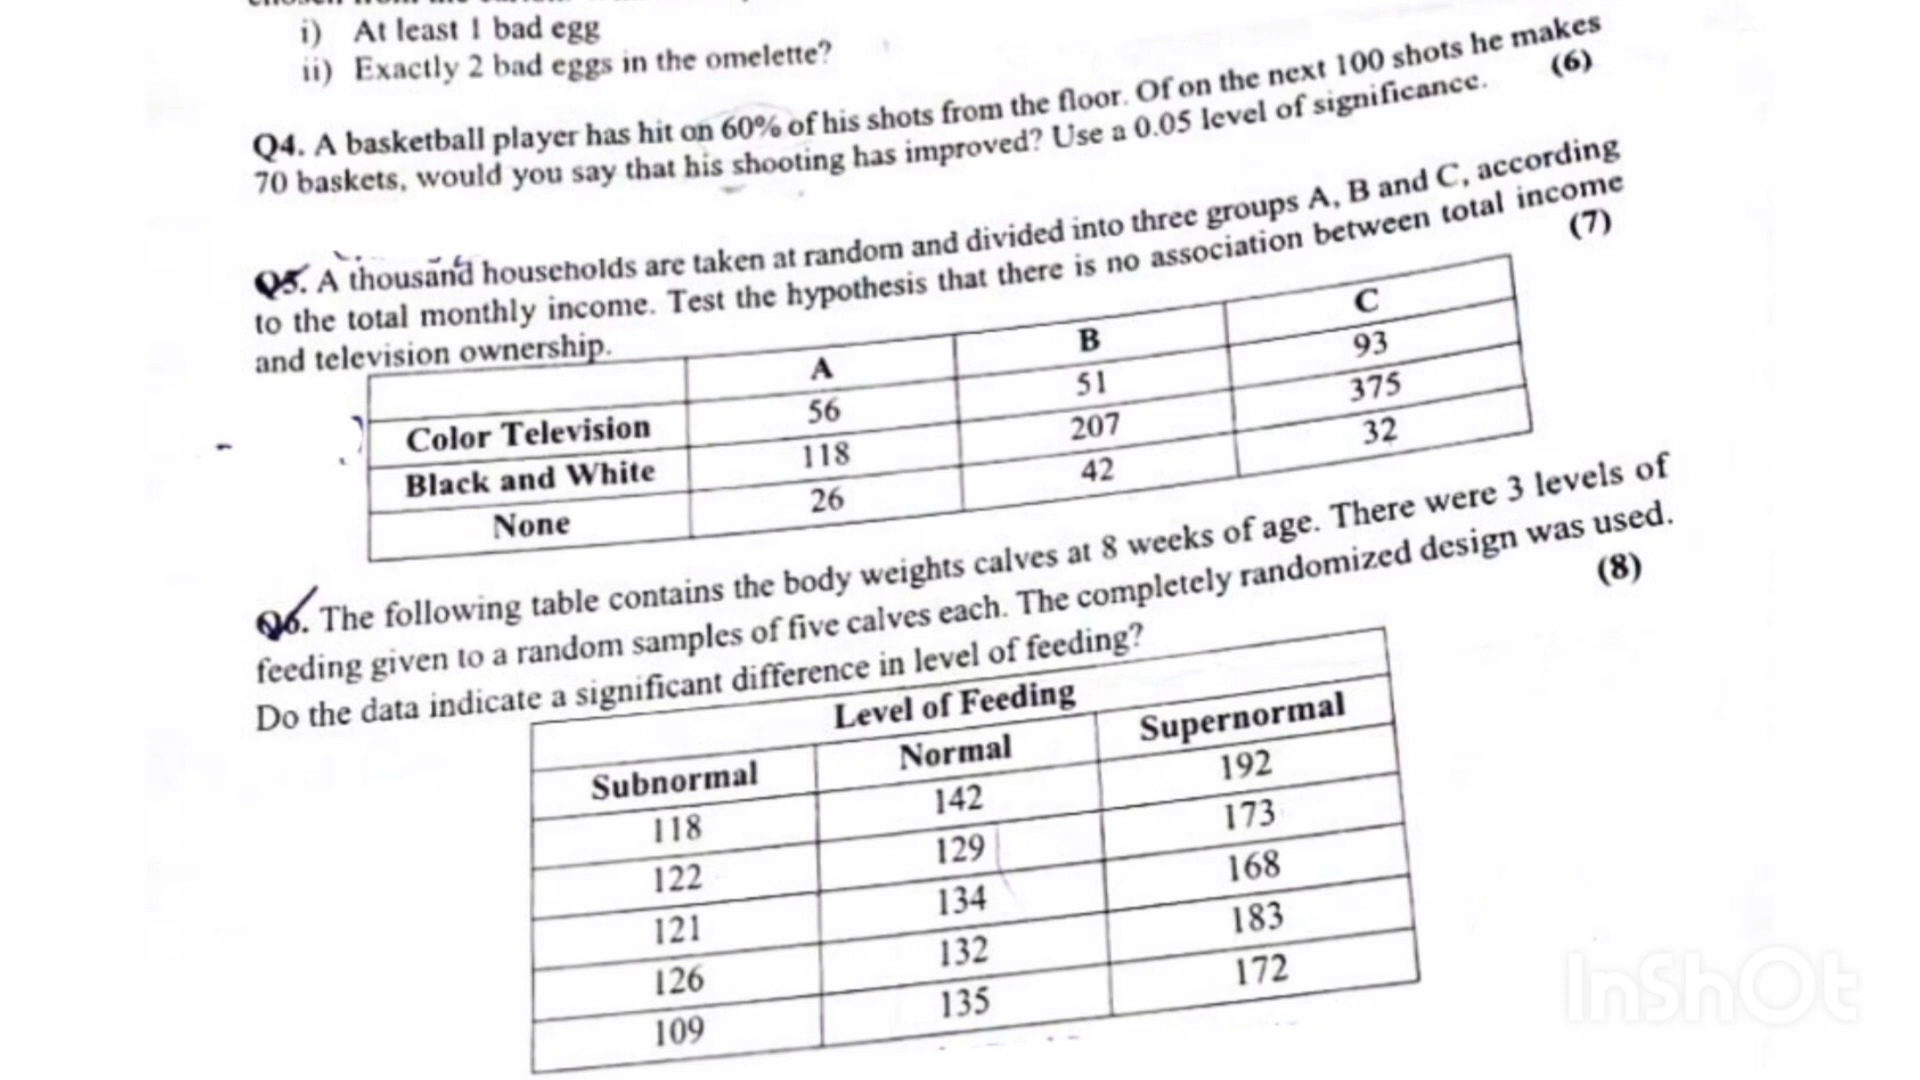 i) At least 1 bad egg
ii) Exactly 2 bad eggs in the omelette?
Q4. A basketball player has hit on 60% of his shots from the floor. Of on the next 100 shots he makes
70 baskets, would you say that his shooting has improved? Use a 0.05 level of significance. (6)
Q5. A thousand households are taken at random and divided into three groups A, B and C, according
to the total monthly income. Test the hypothesis that there is no association between total income
and television ownership. (7)
A B C
Color Television 56 51 93
Black and White 118 207 375
None 26 42 32
Q6. The following table contains the body weights calves at 8 weeks of age. There were 3 levels of
feeding given to a random samples of five calves each. The completely randomized design was used.
Do the data indicate a significant difference in level of feeding? (8)
Level of Feeding
Subnormal Normal Supernormal
118 142 192
122 129 173
121 134 168
126 132 183
109 135 172
InShOt